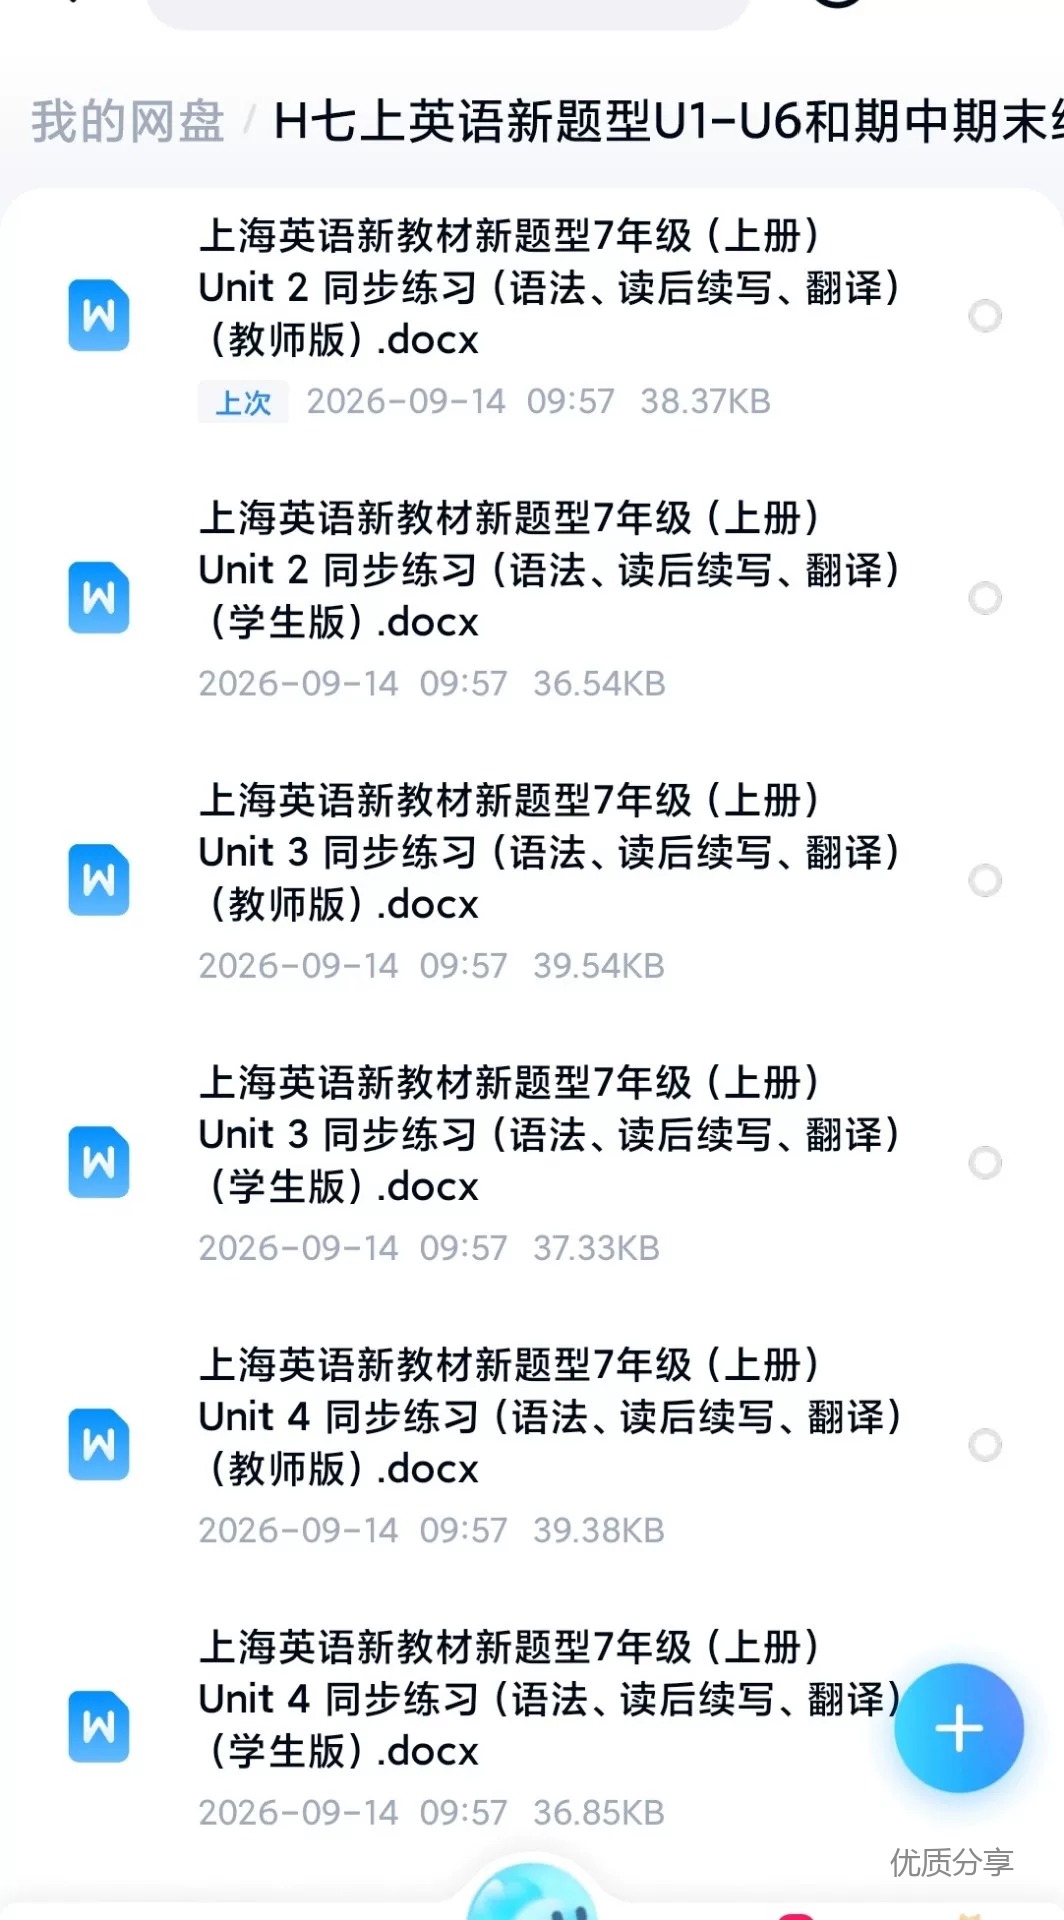 我的网盘 / H七上英语新题型U1-U6和期中期末
上海英语新教材新题型7年级（上册）
Unit 2 同步练习（语法、读后续写、翻译）
（教师版）.docx
上次 2026-09-14 09:57 38.37KB
上海英语新教材新题型7年级（上册）
Unit 2 同步练习（语法、读后续写、翻译）
（学生版）.docx
2026-09-14 09:57 36.54KB
上海英语新教材新题型7年级（上册）
Unit 3 同步练习（语法、读后续写、翻译）
（教师版）.docx
2026-09-14 09:57 39.54KB
上海英语新教材新题型7年级（上册）
Unit 3 同步练习（语法、读后续写、翻译）
（学生版）.docx
2026-09-14 09:57 37.33KB
上海英语新教材新题型7年级（上册）
Unit 4 同步练习（语法、读后续写、翻译）
（教师版）.docx
2026-09-14 09:57 39.38KB
上海英语新教材新题型7年级（上册）
Unit 4 同步练习（语法、读后续写、翻译）
（学生版）.docx
2026-09-14 09:57 36.85KB
优质分享